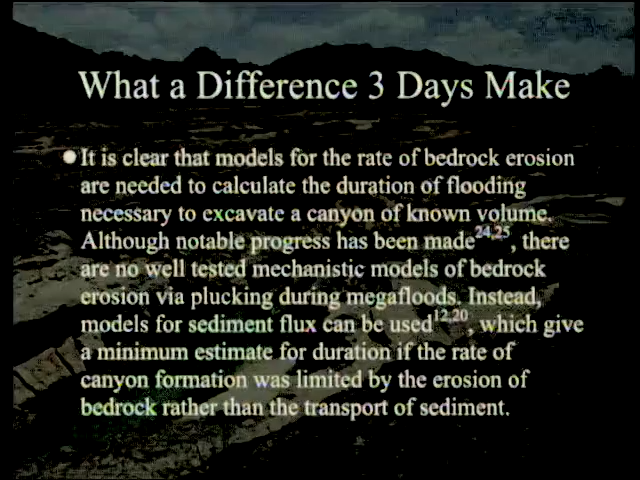 What a Difference 3 Days Make
It is clear that models for the rate of bedrock erosion
are needed to calculate the duration of flooding
necessary to excavate a canyon of known volume.
Although notable progress has been made24,25, there
are no well tested mechanistic models of bedrock
erosion via plucking during megafloods. Instead,
models for sediment flux can be used12,20, which give
a minimum estimate for duration if the rate of
canyon formation was limited by the erosion of
bedrock rather than the transport of sediment.